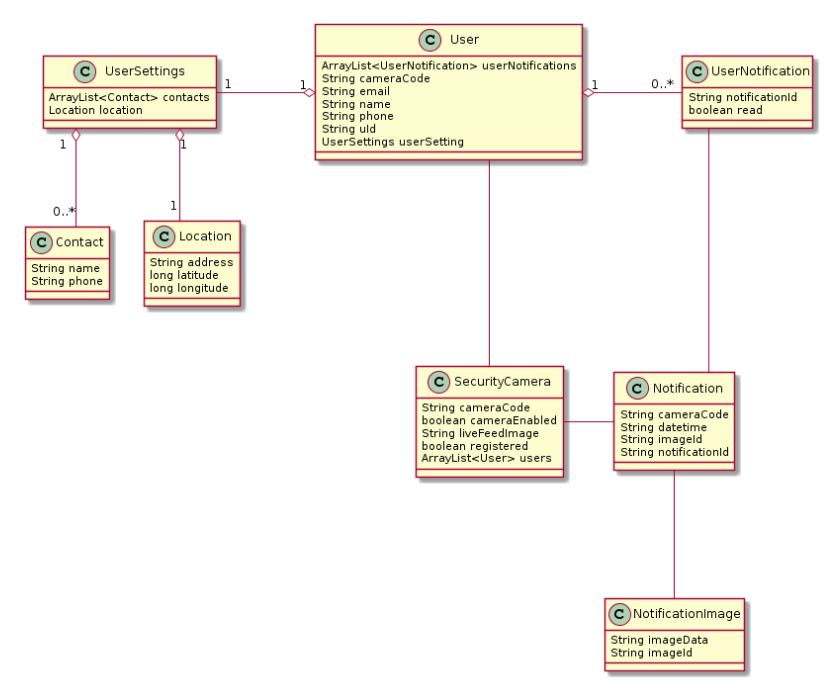 C User
ArrayList<UserNotification> userNotifications
String cameraCode
String email
String name
String phone
String uId
UserSettings userSetting
C UserSettings
ArrayList<Contact> contacts
Location location
C UserNotification
String notificationId
boolean read
1
1
1
0..*
1
1
0..*
1
C Contact
String name
String phone
C Location
String address
long latitude
long longitude
C SecurityCamera
String cameraCode
boolean cameraEnabled
String liveFeedImage
boolean registered
ArrayList<User> users
C Notification
String cameraCode
String datetime
String imageId
String notificationId
C NotificationImage
String imageData
String imageId